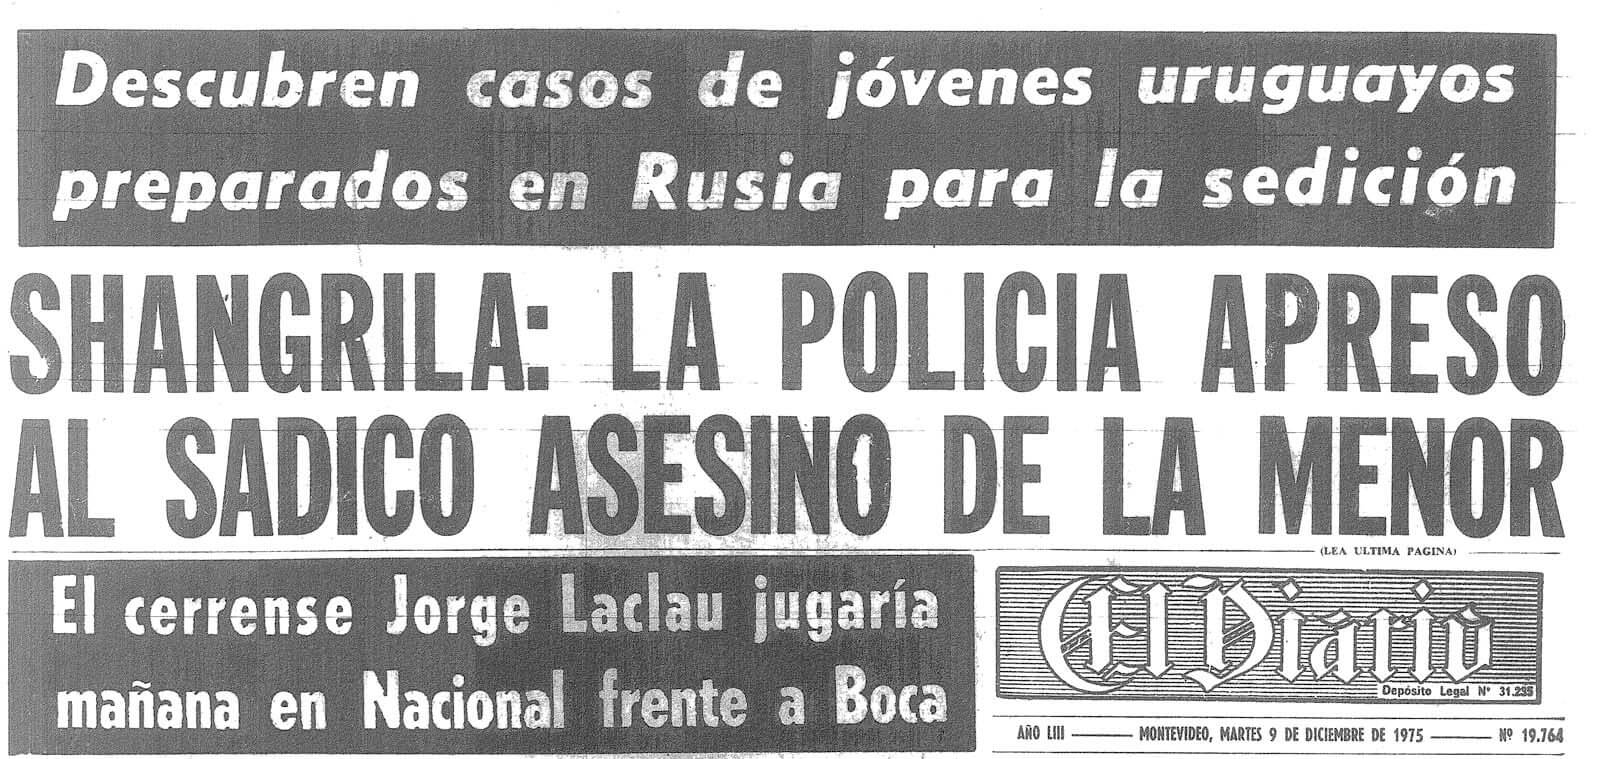 Descubren casos de jóvenes uruguayos
preparados en Rusia para la sedición
SHANGRILA: LA POLICIA APRESO
AL SADICO ASESINO DE LA MENOR
(LEA ULTIMA PAGINA)
El cerrense Jorge Laclau jugaría
mañana en Nacional frente a Boca
El Diario
Depósito Legal Nº 31.235
AÑO LIII — MONTEVIDEO, MARTES 9 DE DICIEMBRE DE 1975 — Nº 19.764